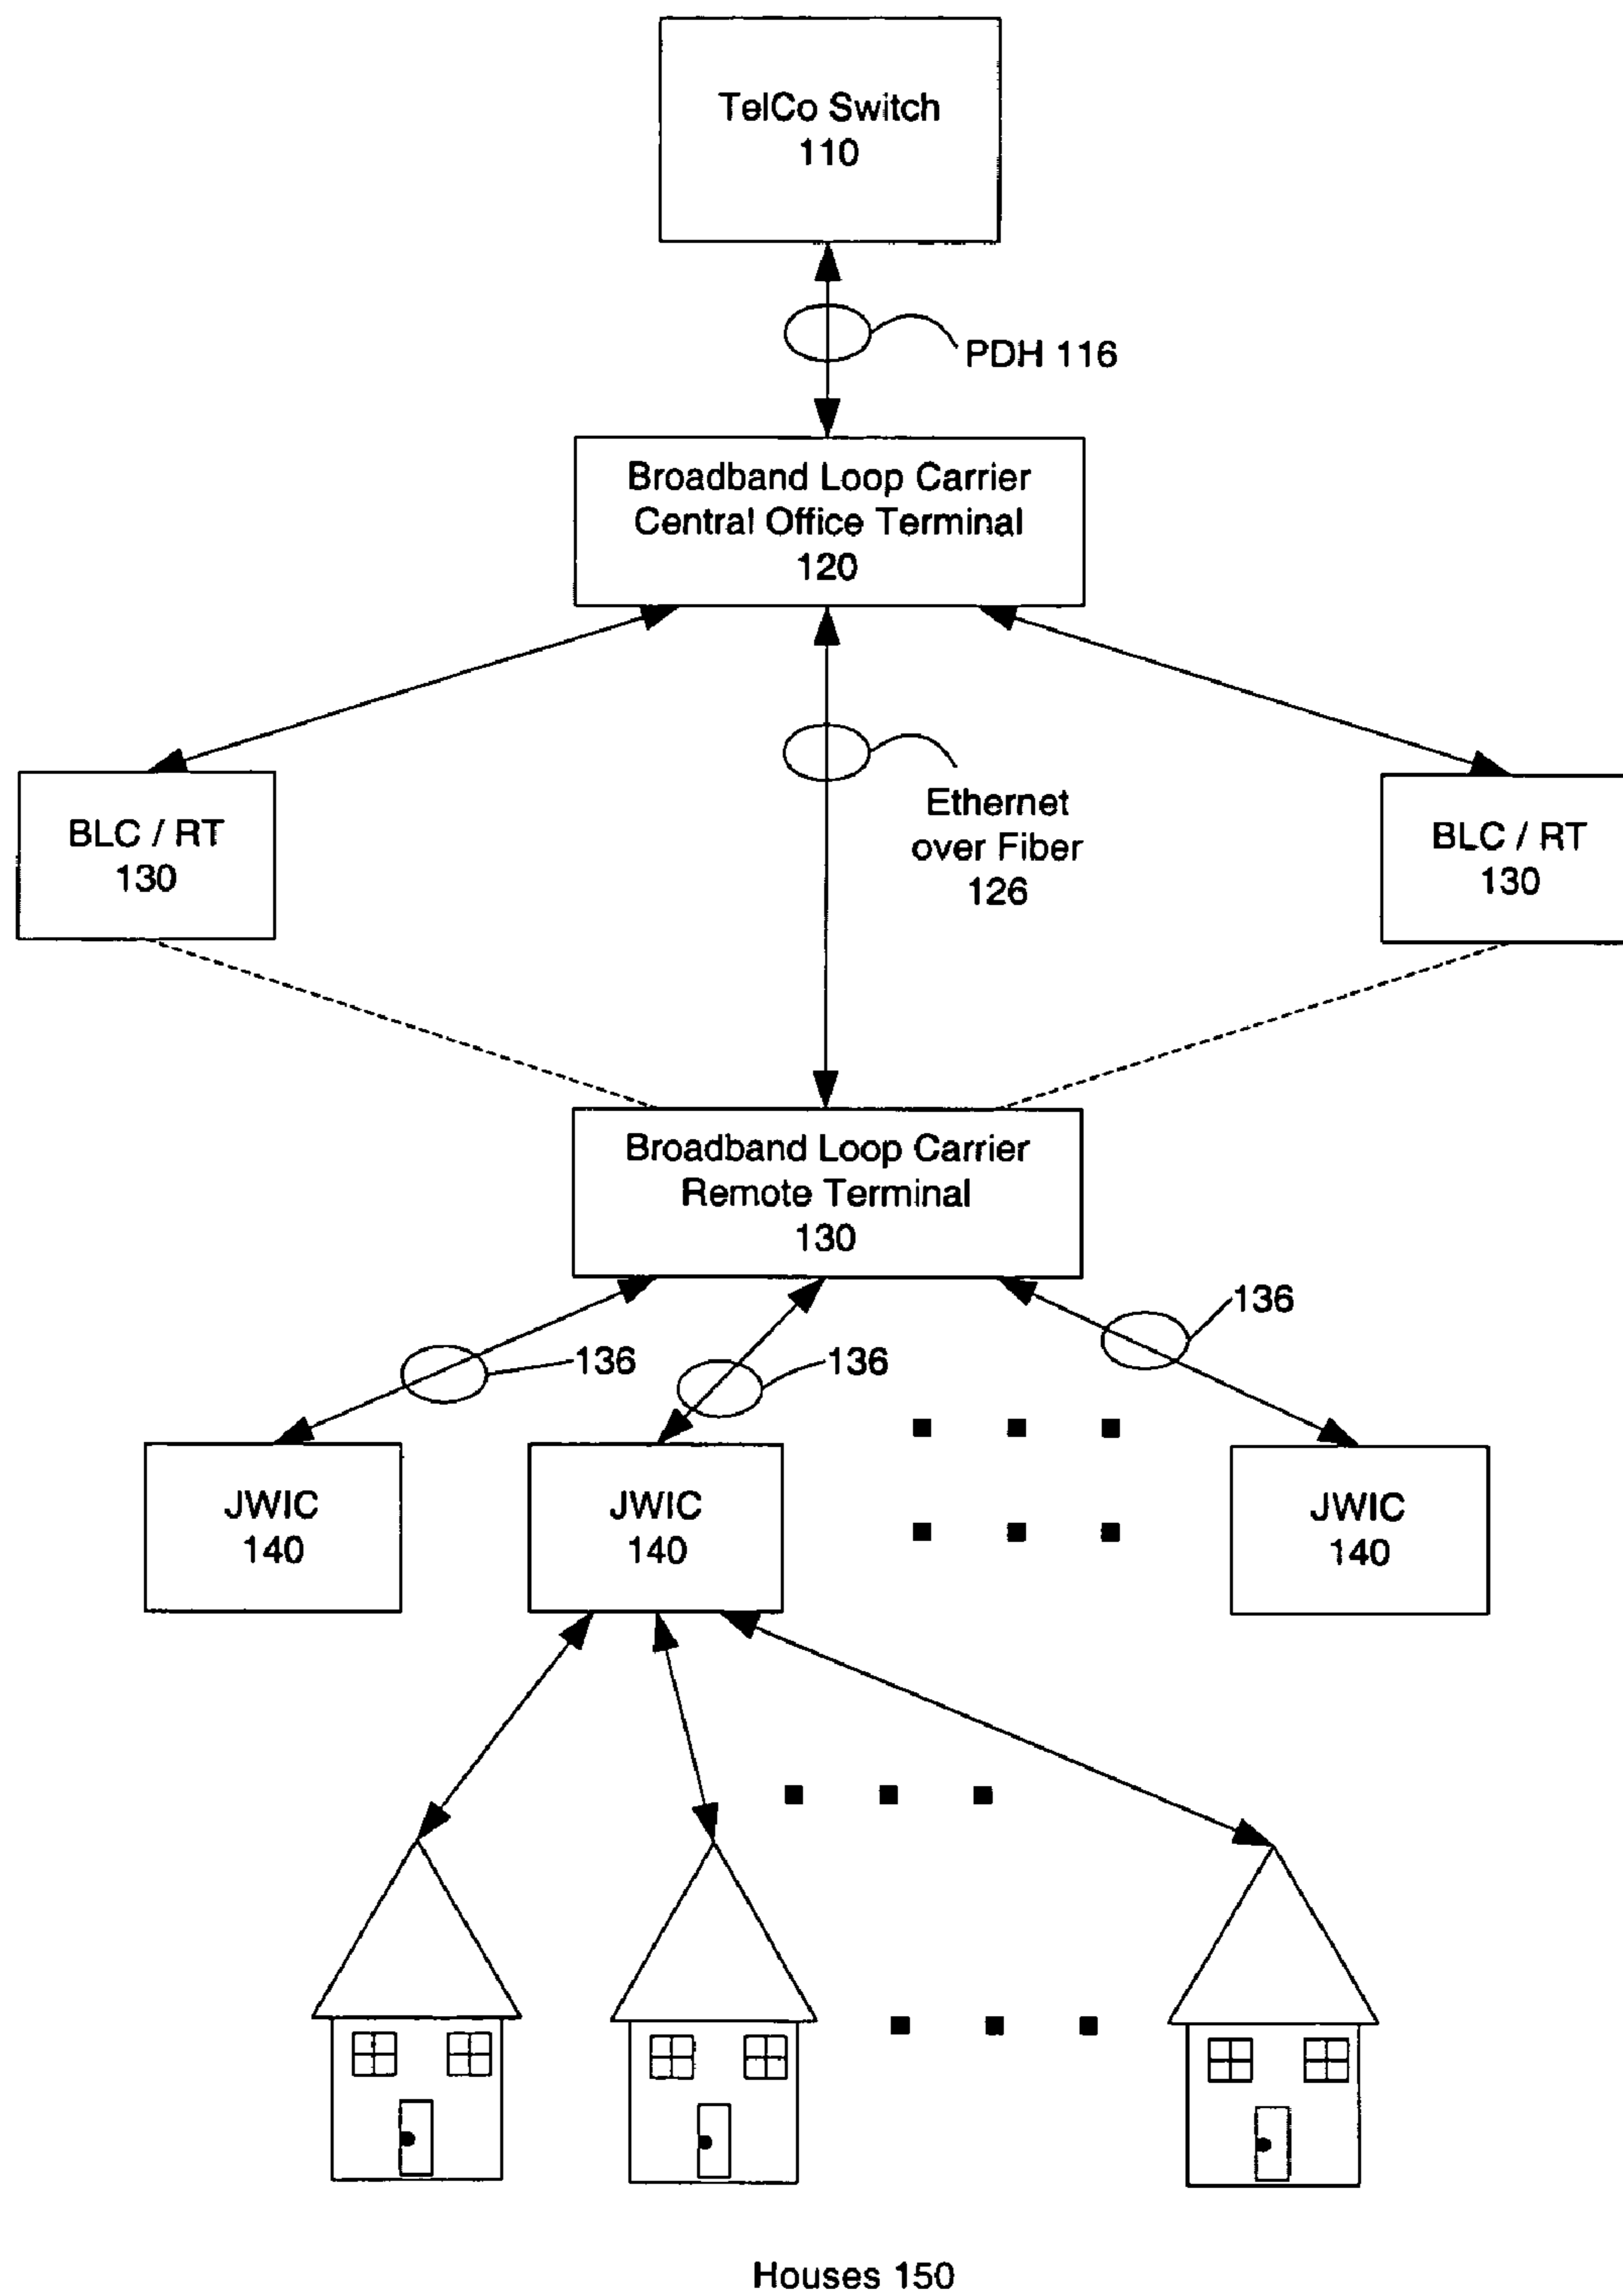 TelCo Switch
110
PDH 116
Broadband Loop Carrier
Central Office Terminal
120
BLC / RT
130
Ethernet
over Fiber
126
BLC / RT
130
Broadband Loop Carrier
Remote Terminal
130
136
136
136
JWIC
140
JWIC
140
JWIC
140
Houses 150